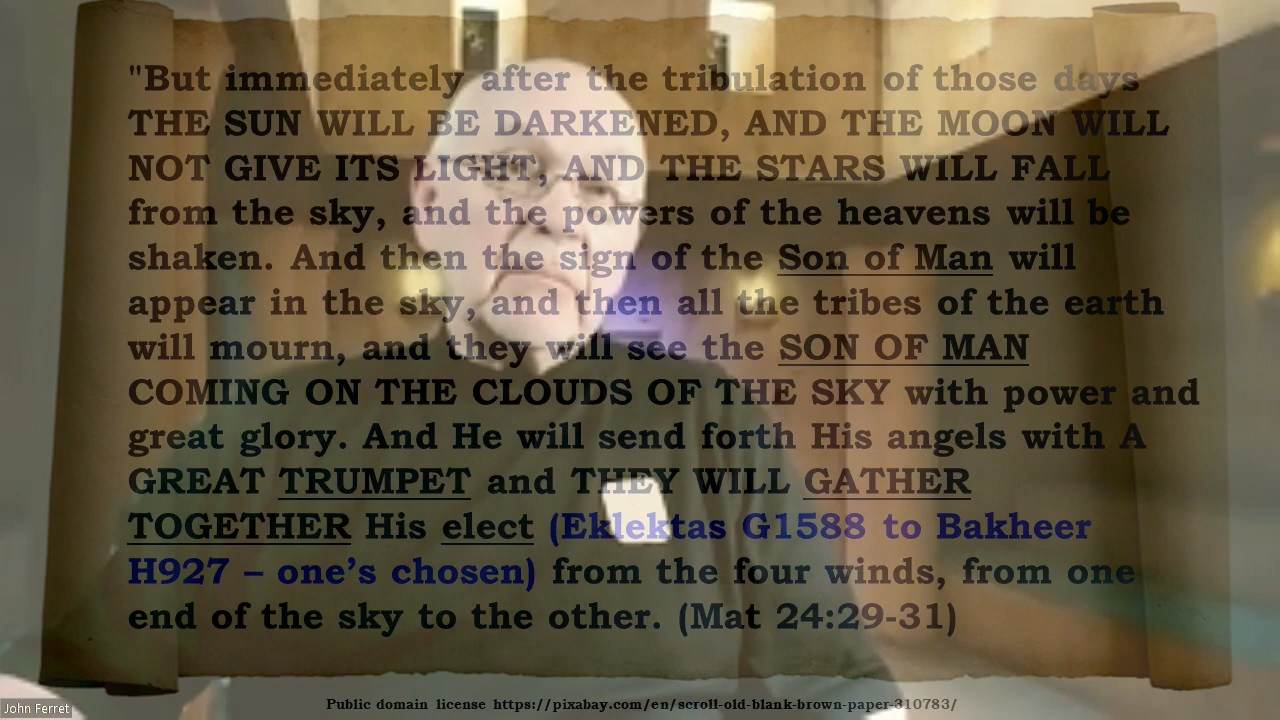 "But immediately after the tribulation of those days
THE SUN WILL BE DARKENED, AND THE MOON WILL
NOT GIVE ITS LIGHT, AND THE STARS WILL FALL
from the sky, and the powers of the heavens will be
shaken. And then the sign of the Son of Man will
appear in the sky, and then all the tribes of the earth
will mourn, and they will see the SON OF MAN
COMING ON THE CLOUDS OF THE SKY with power and
great glory. And He will send forth His angels with A
GREAT TRUMPET and THEY WILL GATHER
TOGETHER His elect (Eklektas G1588 to Bakheer
H927 – one’s chosen) from the four winds, from one
end of the sky to the other. (Mat 24:29-31)
Public domain license https://pixabay.com/en/scroll-old-blank-brown-paper-310783/
John Ferret